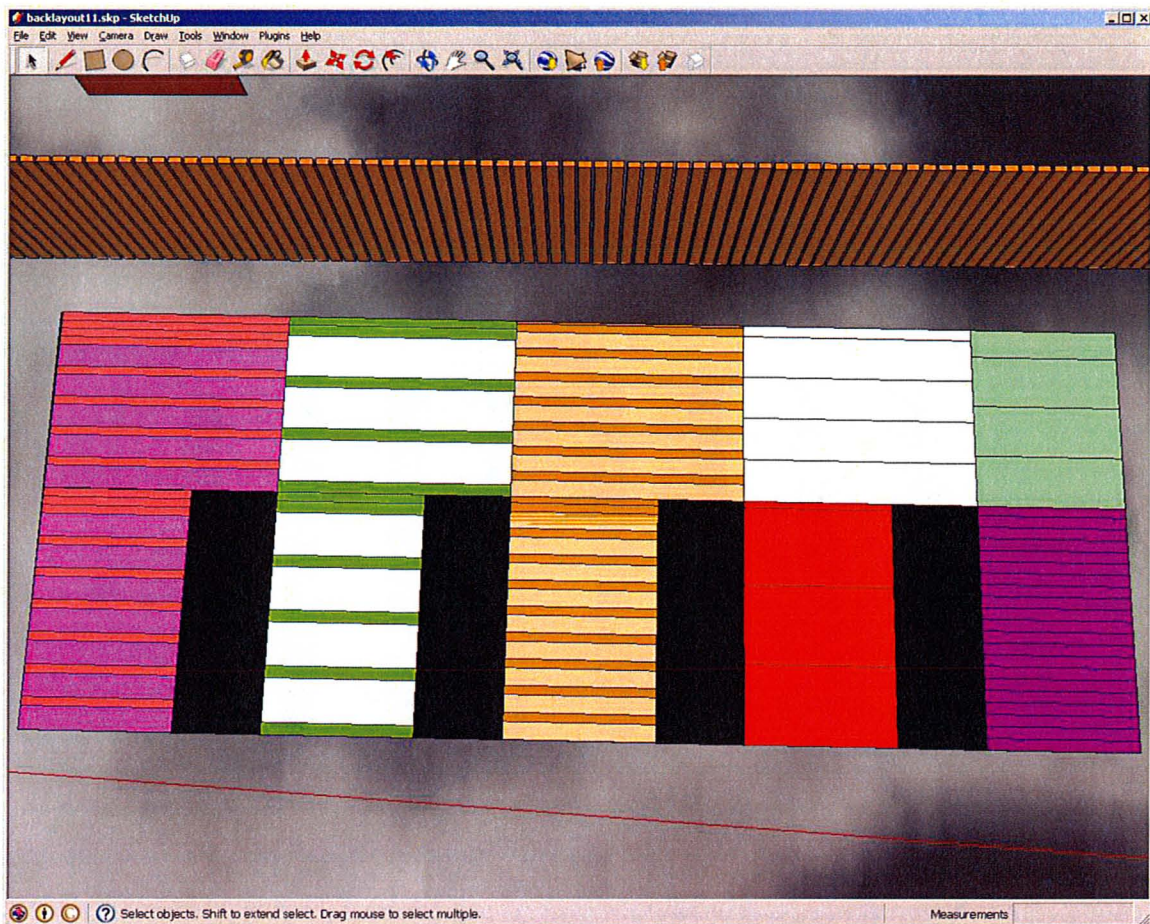 backlayout11.skp - SketchUp
File Edit View Camera Draw Tools Window Plugins Help
? Select objects. Shift to extend select. Drag mouse to select multiple.
Measurements